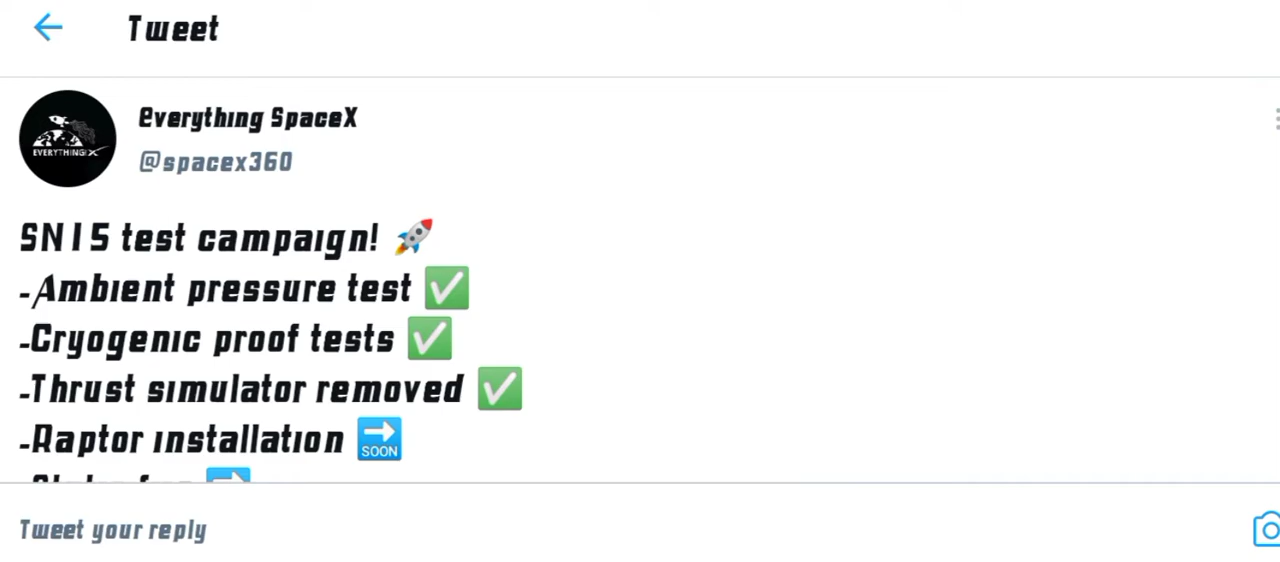 Tweet
Everything SpaceX
@spacex360
EVERYTHINGX
SN15 test campaign! 🚀
-Ambient pressure test ✅
-Cryogenic proof tests ✅
-Thrust simulator removed ✅
-Raptor installation 🔜
Tweet your reply